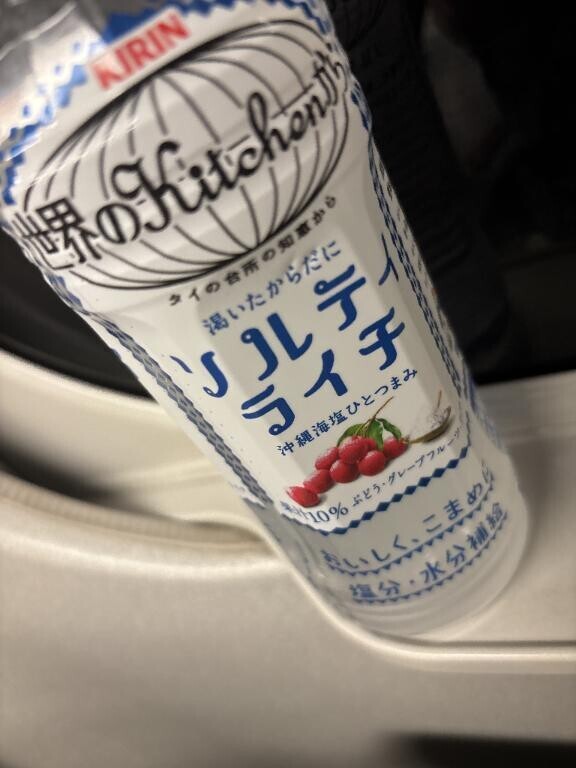 KIRIN
世界のKitchenから
タイの台所の知恵から
渇いたからだに
ソルティ
ライチ
沖縄海塩ひとつまみ
果汁10% ぶどう・グレープフルーツ
おいしく、こまめに
塩分・水分補給